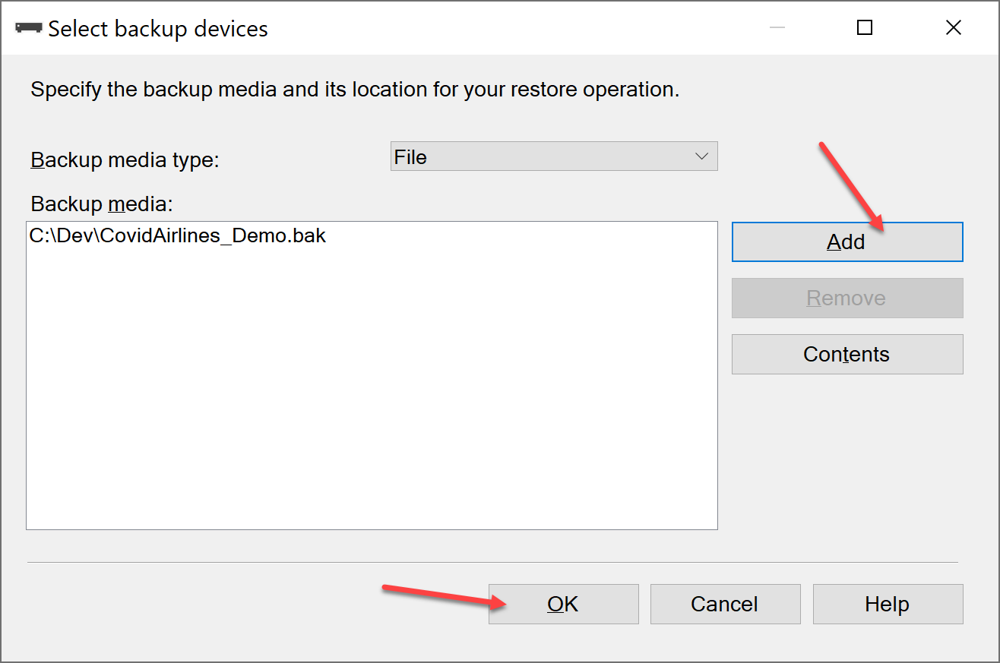 Select backup devices
Specify the backup media and its location for your restore operation.
Backup media type:
File
Backup media:
C:\Dev\CovidAirlines_Demo.bak
Add
Remove
Contents
OK
Cancel
Help